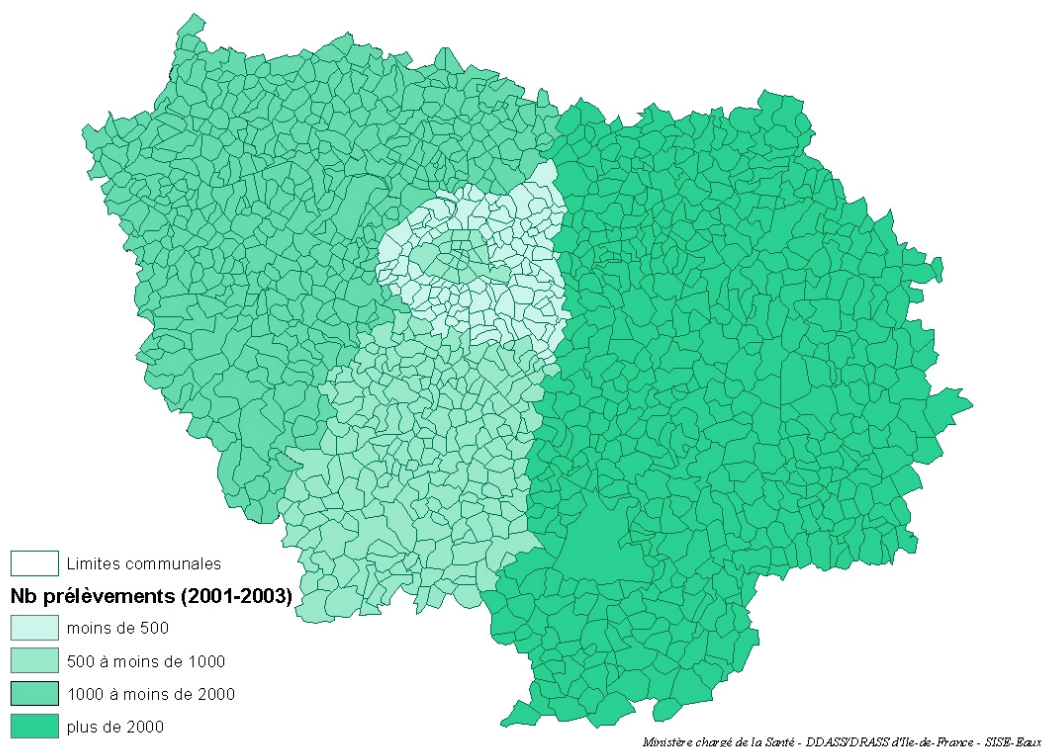 Limites communales
Nb prélèvements (2001-2003)
moins de 500
500 à moins de 1000
1000 à moins de 2000
plus de 2000
Ministère chargé de la Santé - DDASS/DRASS d'Ile-de-France - SISE-Eaux